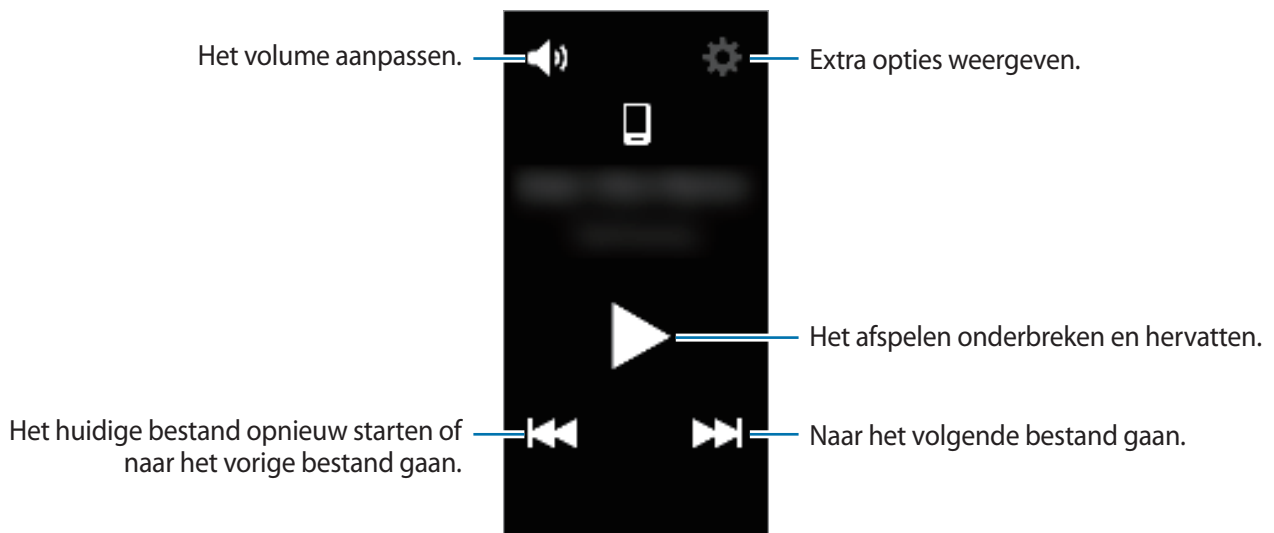 Het volume aanpassen.
Extra opties weergeven.
Het afspelen onderbreken en hervatten.
Het huidige bestand opnieuw starten of
naar het vorige bestand gaan.
Naar het volgende bestand gaan.